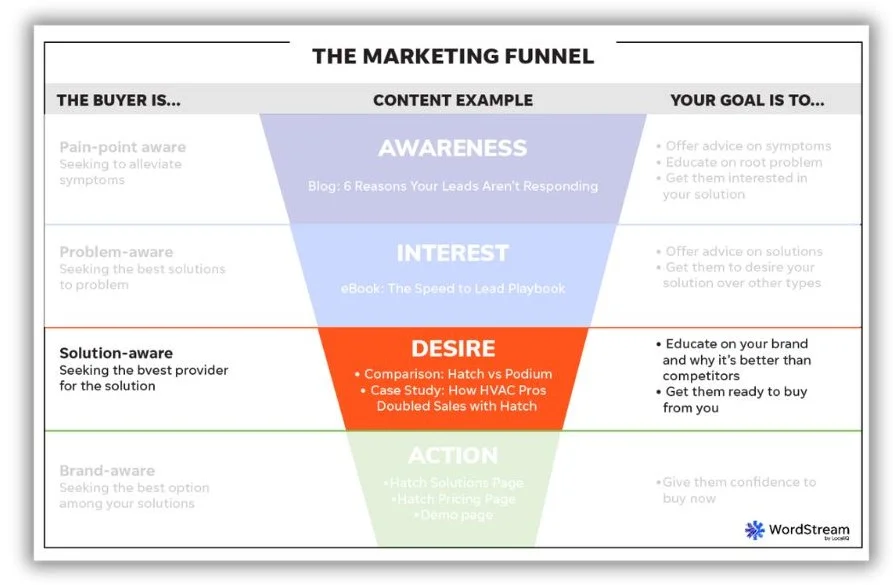 THE MARKETING FUNNEL
THE BUYER IS...
CONTENT EXAMPLE
YOUR GOAL IS TO...
Pain-point aware
Seeking to alleviate
symptoms
AWARENESS
Blog: 6 Reasons Your Leads Aren't Responding
• Offer advice on symptoms
• Educate on root problem
• Get them interested in
your solution
Problem-aware
Seeking the best solutions
to problem
INTEREST
eBook: The Speed to Lead Playbook
• Offer advice on solutions
• Get them to desire your
solution over other types
Solution-aware
Seeking the bvest provider
for the solution
DESIRE
• Comparison: Hatch vs Podium
• Case Study: How HVAC Pros
Doubled Sales with Hatch
• Educate on your brand
and why it's better than
competitors
• Get them ready to buy
from you
Brand-aware
Seeking the best option
among your solutions
ACTION
•Hatch Solutions Page
•Hatch Pricing Page
•Demo page
•Give them confidence to
buy now
WordStream
by LocaliQ